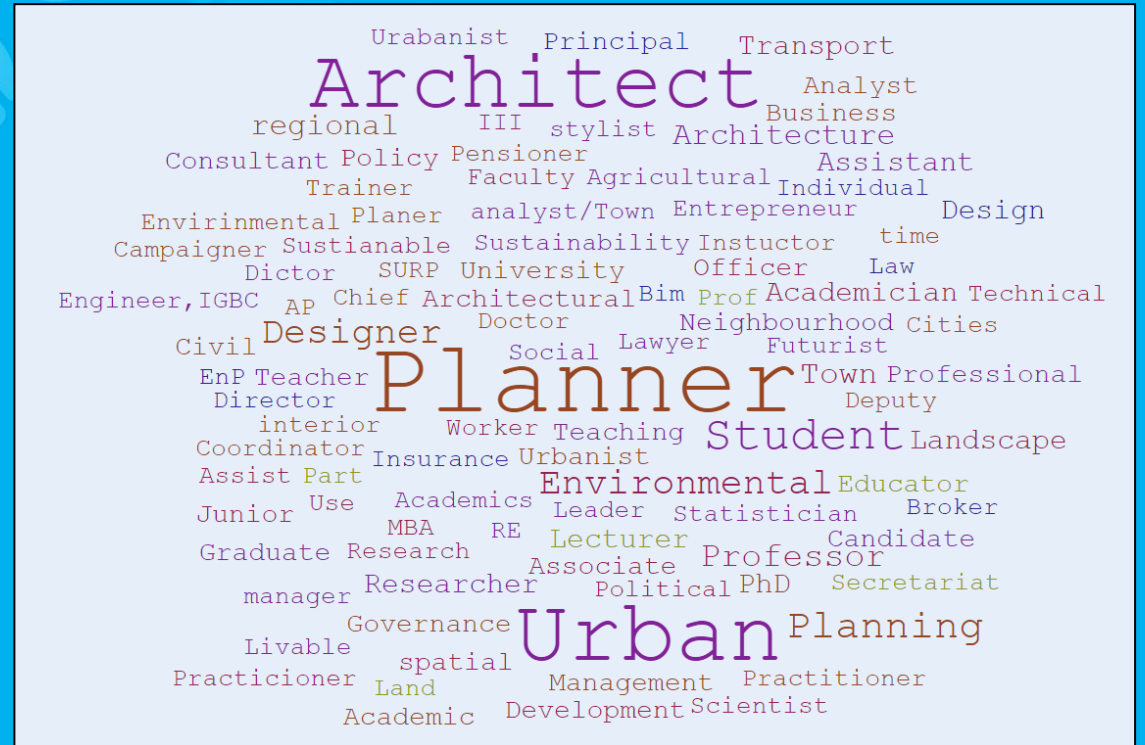 Urabanist Principal Transport
Architect Analyst
Business
regional III stylist Architecture
Consultant Policy Pensioner Assistant
Trainer Faculty Agricultural Individual
Envirinmental Planer analyst/Town Entrepreneur Design
Campaigner Sustianable Sustainability Instuctor time
Dictor SURP University Officer Law
Engineer,IGBC AP Chief Architectural Bim Prof Academician Technical
Civil Designer Doctor Neighbourhood Cities
Social Lawyer Futurist
EnP Teacher Planner Town Professional
Director Deputy
interior Worker Teaching Student Landscape
Coordinator Insurance Urbanist
Assist Part Environmental Educator
Junior Use Academics Leader Statistician Broker
MBA RE Lecturer Candidate
Graduate Research Associate Professor
manager Researcher Political PhD Secretariat
Governance Urban Planning
Livable spatial
Practicioner Land Management Practitioner
Academic Development Scientist